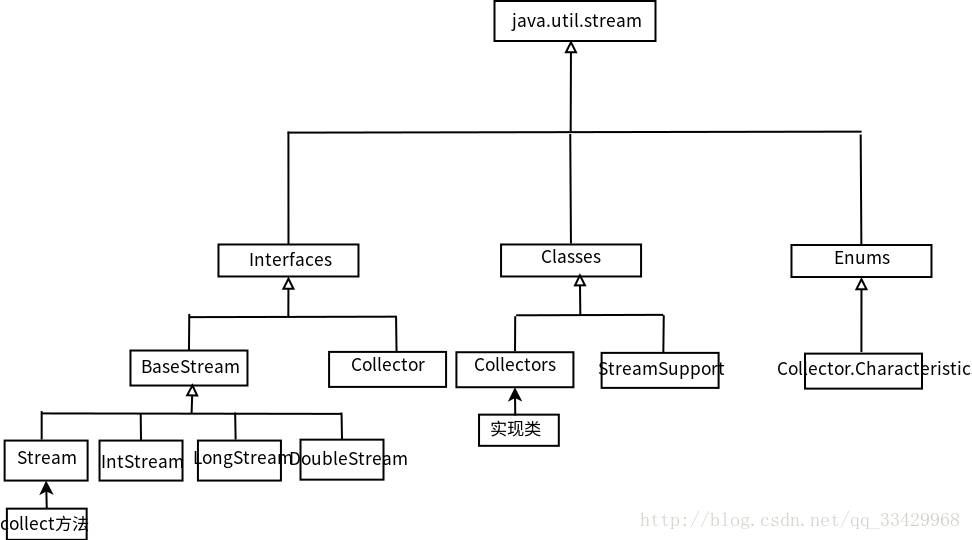 java.util.stream
Interfaces
Classes
Enums
BaseStream
Collector
Collectors
StreamSupport
Collector.Characteristic
实现类
Stream
IntStream
LongStream
DoubleStream
collect方法
http://blog.csdn.net/qq_33429968